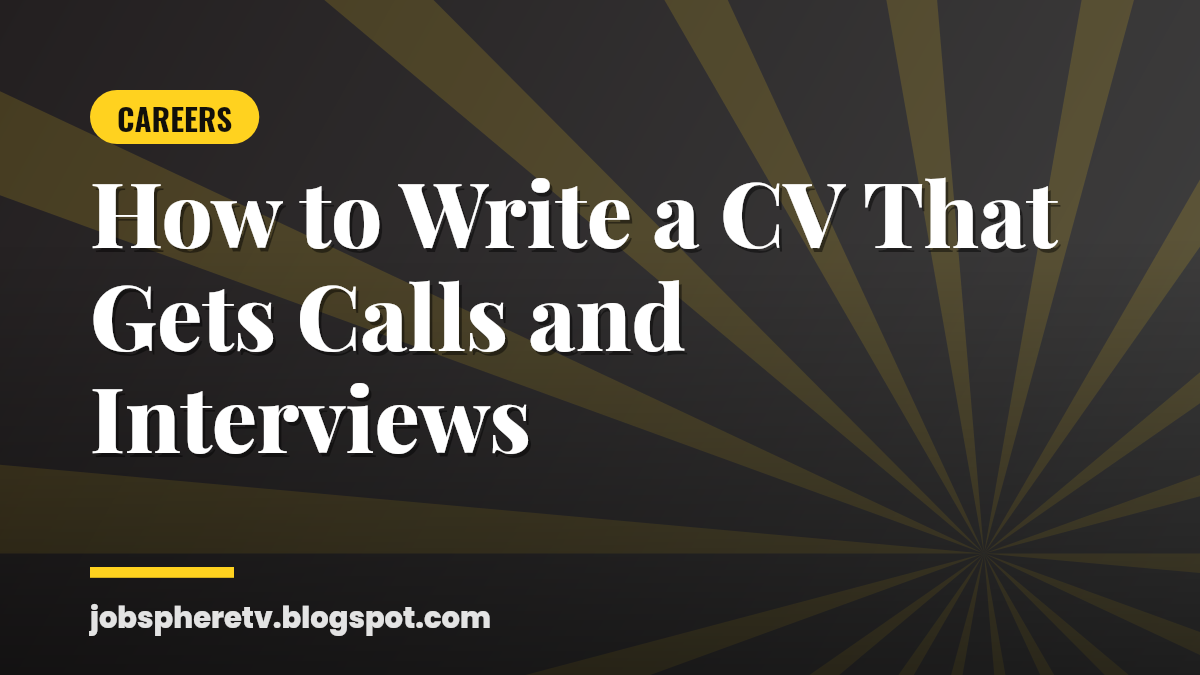 CAREERS
How to Write a CV That
Gets Calls and
Interviews
jobspheretv.blogspot.com